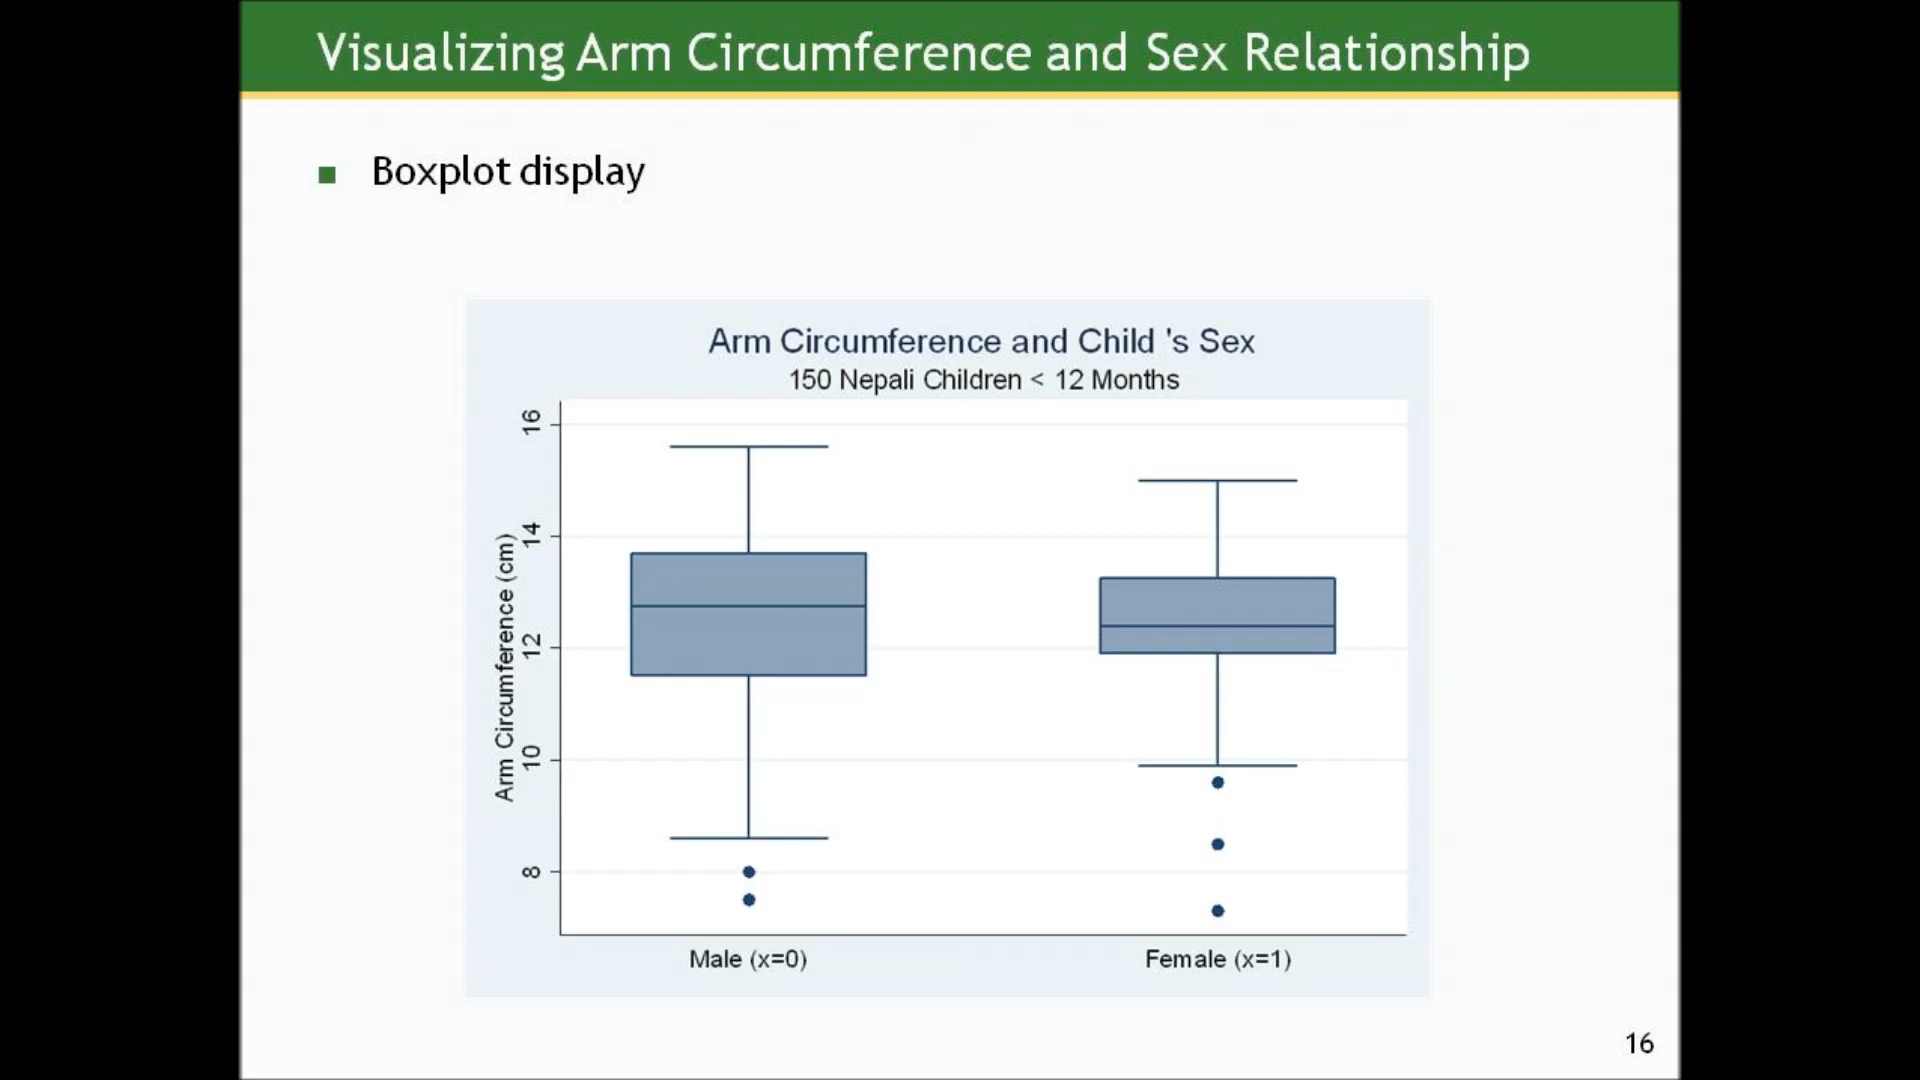 Visualizing Arm Circumference and Sex Relationship
Boxplot display
Arm Circumference and Child 's Sex
150 Nepali Children < 12 Months
Arm Circumference (cm)
16
14
12
10
8
Male (x=0)
Female (x=1)
16